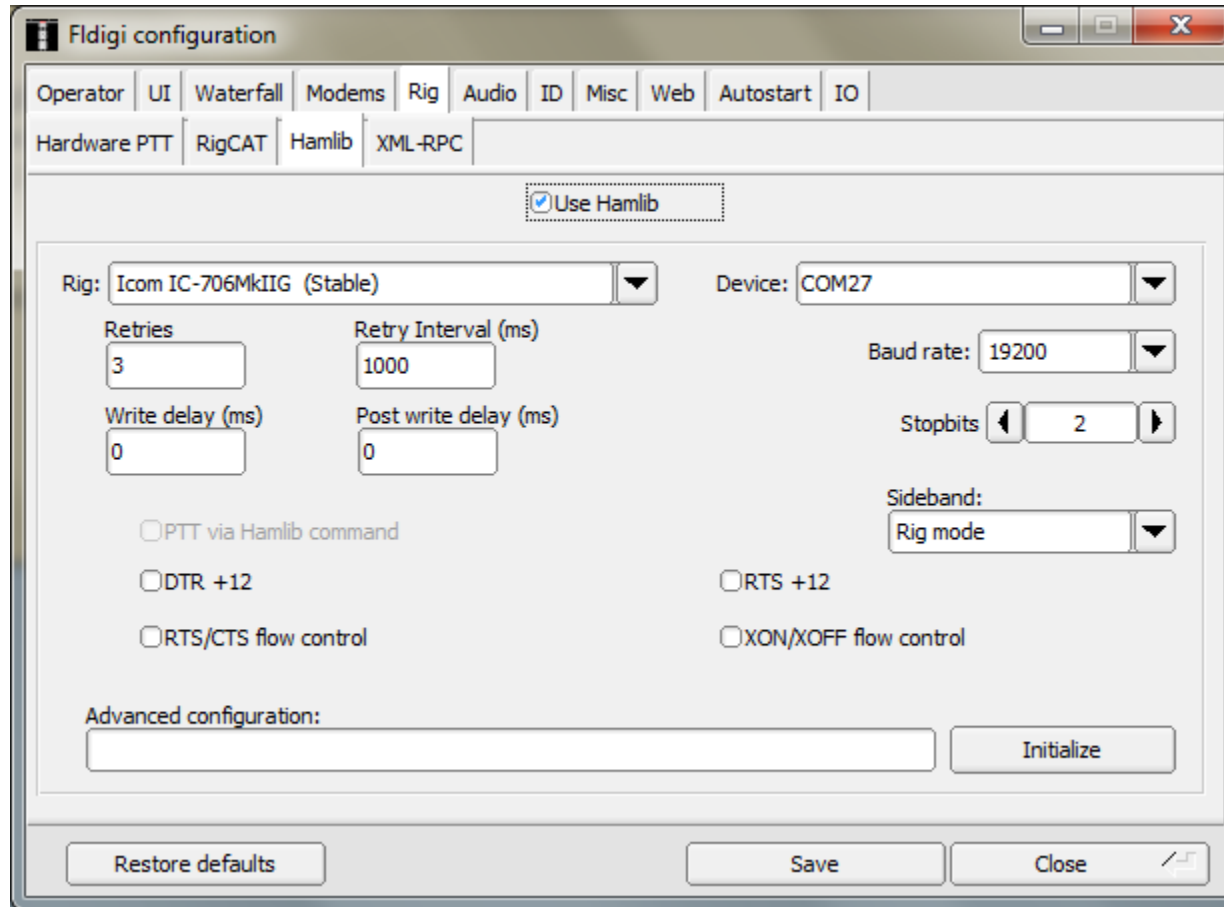 Fldigi configuration
Operator UI Waterfall Modems Rig Audio ID Misc Web Autostart IO
Hardware PTT RigCAT Hamlib XML-RPC
Use Hamlib
Rig: Icom IC-706MkIIG (Stable) Device: COM27
Retries Retry Interval (ms)
3 1000 Baud rate: 19200
Write delay (ms) Post write delay (ms)
0 0 Stopbits 2
Sideband:
PTT via Hamlib command Rig mode
DTR +12 RTS +12
RTS/CTS flow control XON/XOFF flow control
Advanced configuration:
Initialize
Restore defaults Save Close